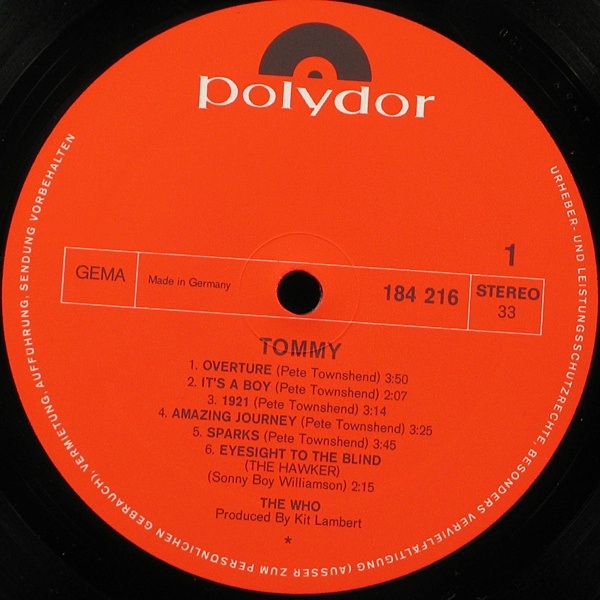 polydor
1
GEMA
Made in Germany
184 216
STEREO
33
TOMMY
1. OVERTURE (Pete Townshend) 3:50
2. IT'S A BOY (Pete Townshend) 2:07
3. 1921 (Pete Townshend) 3:14
4. AMAZING JOURNEY (Pete Townshend) 3:25
5. SPARKS (Pete Townshend) 3:45
6. EYESIGHT TO THE BLIND
(THE HAWKER)
(Sonny Boy Williamson) 2:15
THE WHO
Produced By Kit Lambert
*
URHEBER- UND LEISTUNGSSCHUTZRECHTE, BESONDERS VERVIELFÄLTIGUNG (AUSSER ZUM PERSÖNLICHEN GEBRAUCH), VERMIETUNG, AUFFÜHRUNG, SENDUNG VORBEHALTEN